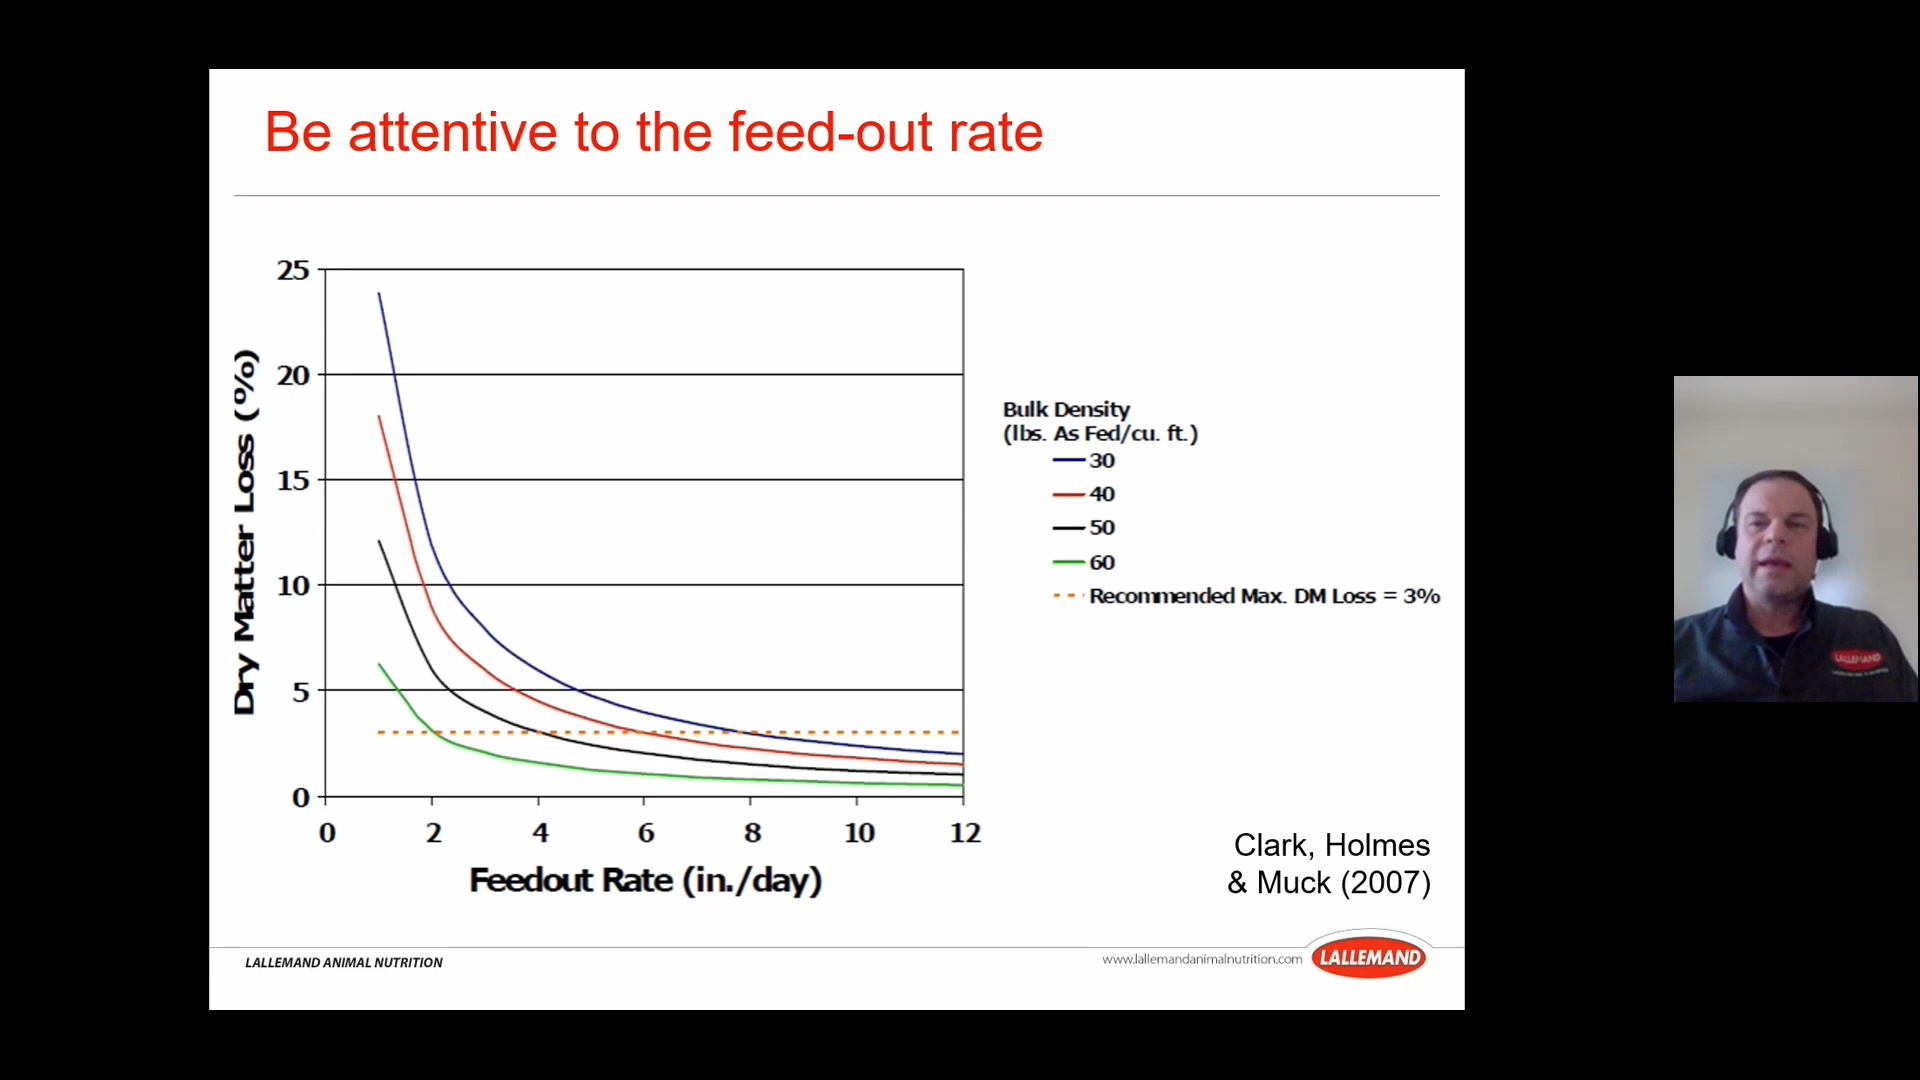 Be attentive to the feed-out rate
25
20
15
10
5
0
Dry Matter Loss (%)
0 2 4 6 8 10 12
Feedout Rate (in./day)
Bulk Density
(lbs. As Fed/cu. ft.)
30
40
50
60
Recommended Max. DM Loss = 3%
Clark, Holmes
& Muck (2007)
LALLEMAND ANIMAL NUTRITION
www.lallemandanimalnutrition.com
LALLEMAND
LALLEMAND